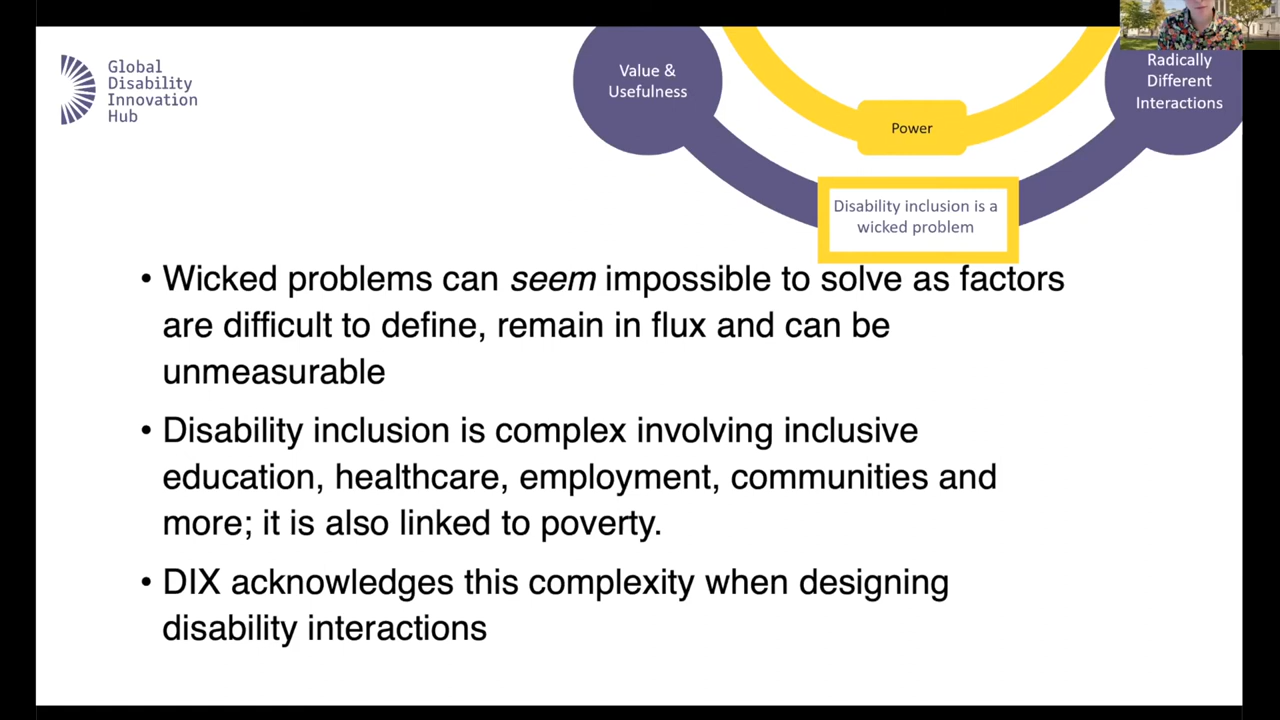 Global
Disability
Innovation
Hub
Value &
Usefulness
Radically
Different
Interactions
Power
Disability inclusion is a
wicked problem
• Wicked problems can seem impossible to solve as factors
are difficult to define, remain in flux and can be
unmeasurable
• Disability inclusion is complex involving inclusive
education, healthcare, employment, communities and
more; it is also linked to poverty.
• DIX acknowledges this complexity when designing
disability interactions